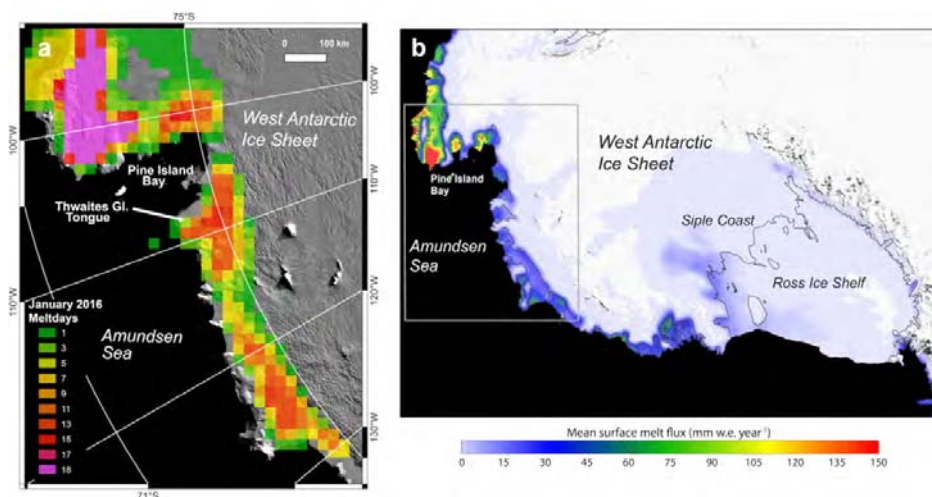 75°S
a
0 100 km
100°W
West Antarctic
Ice Sheet
100°W
Pine Island
Bay
Thwaites Gl.
Tongue
110°W
110°W
120°W
January 2016
Meltdays
1
3
5
7
9
11
13
15
17
18
Amundsen
Sea
130°W
71°S
b
West Antarctic
Ice Sheet
Pine Island
Bay
Siple Coast
Amundsen
Sea
Ross Ice Shelf
Mean surface melt flux (mm w.e. year⁻¹)
0 15 30 45 60 75 90 105 120 135 150